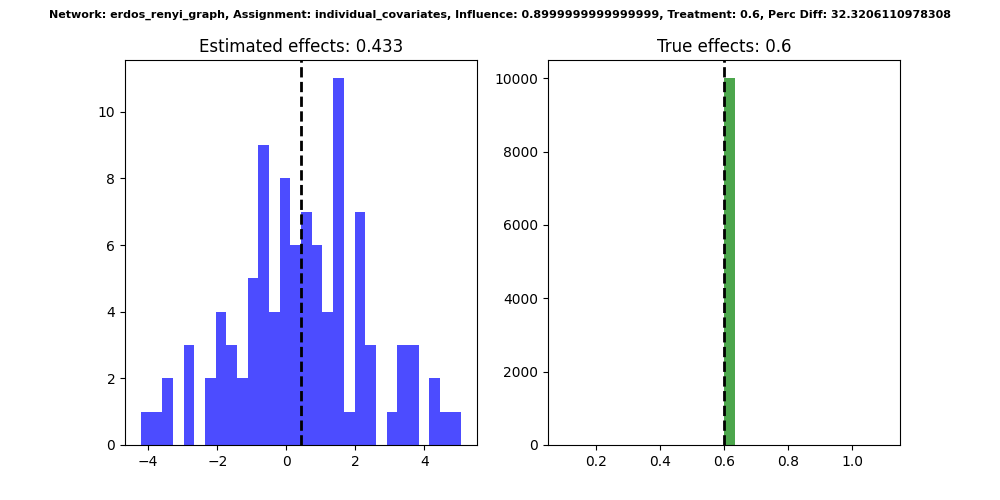 Network: erdos_renyi_graph, Assignment: individual_covariates, Influence: 0.8999999999999999, Treatment: 0.6, Perc Diff: 32.3206110978308
Estimated effects: 0.433
True effects: 0.6
10
8
6
4
2
0
−4 −2 0 2 4
10000
8000
6000
4000
2000
0
0.2 0.4 0.6 0.8 1.0